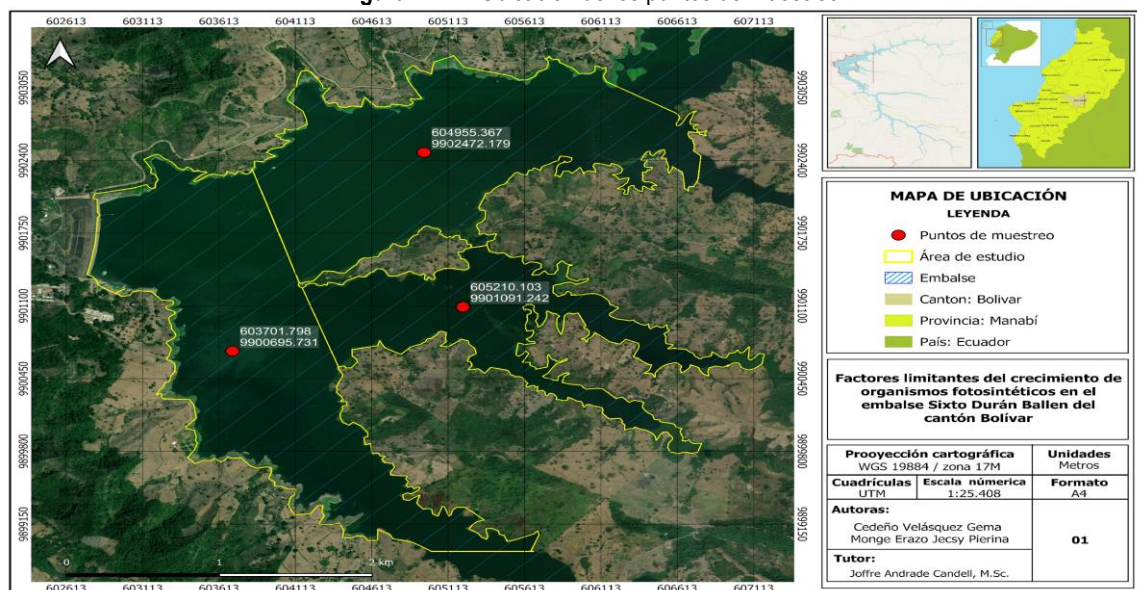 602613 603113 603613 604113 604613 605113 605613 606113 606613 607113
9903050
9902400
9901750
9901100
9900450
9899800
9899150
9903050
9902400
9901750
9901100
9900450
9899800
9899150
604955.367
9902472.179
605210.103
9901091.242
603701.798
9900695.731
0 1 2 km
602613 603113 603613 604113 604613 605113 605613 606113 606613 607113
MAPA DE UBICACIÓN
LEYENDA
Puntos de muestreo
Área de estudio
Embalse
Canton: Bolivar
Provincia: Manabí
País: Ecuador
Factores limitantes del crecimiento de
organismos fotosintéticos en el
embalse Sixto Durán Ballen del
cantón Bolívar
Prooyección cartográfica
WGS 19884 / zona 17M
Unidades
Metros
Cuadrículas
UTM
Escala númerica
1:25.408
Formato
A4
Autoras:
Cedeño Velásquez Gema
Monge Erazo Jecsy Pierina
01
Tutor:
Joffre Andrade Candell, M.Sc.